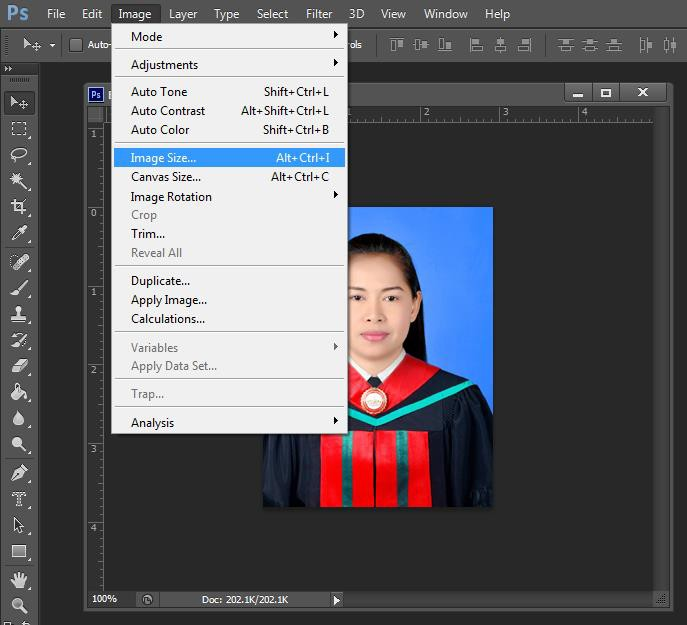 Ps File Edit Image Layer Type Select Filter 3D View Window Help
Auto-
Mode
Adjustments
Auto Tone Shift+Ctrl+L
Auto Contrast Alt+Shift+Ctrl+L
Auto Color Shift+Ctrl+B
Image Size... Alt+Ctrl+I
Canvas Size... Alt+Ctrl+C
Image Rotation
Crop
Trim...
Reveal All
Duplicate...
Apply Image...
Calculations...
Variables
Apply Data Set...
Trap...
Analysis
Ps
1 2 3 4
1
0
1
2
3
4
100% Doc: 202.1K/202.1K